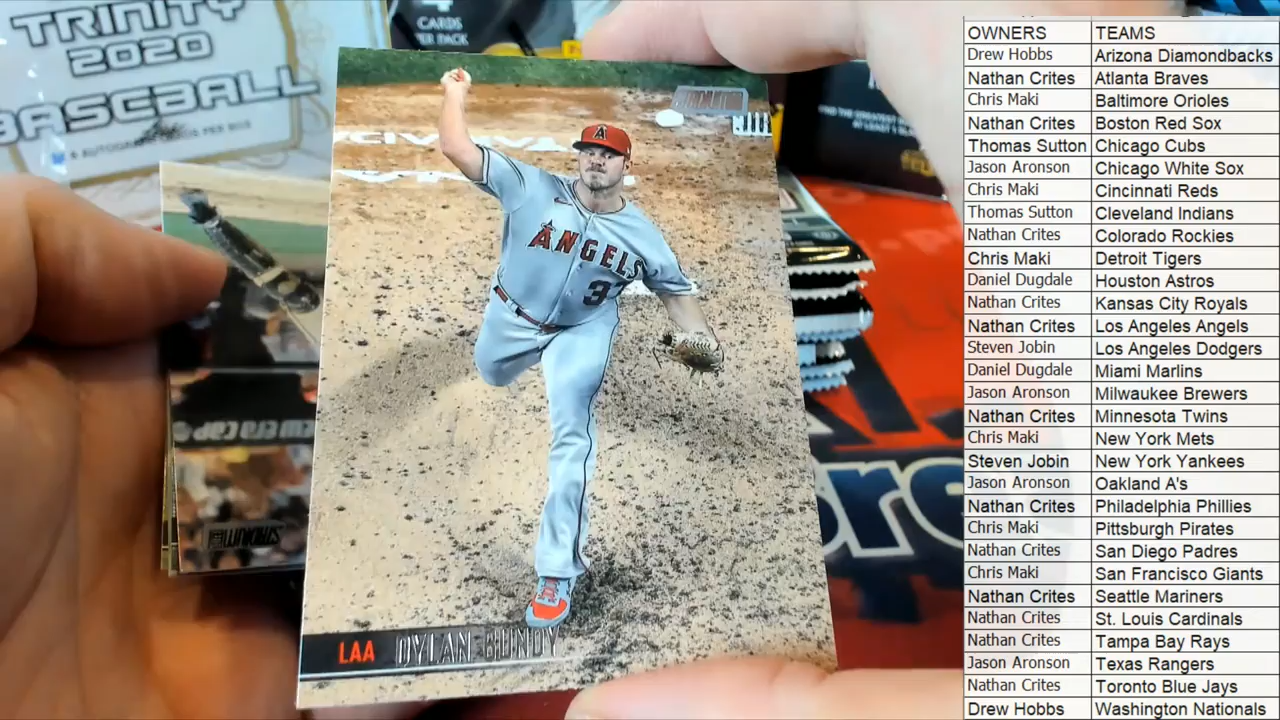 TRINITY
2020
BASEBALL
CARDS
PER PACK
ANGELS
3
LAA DYLAN BUNDY
OWNERS TEAMS
Drew Hobbs Arizona Diamondbacks
Nathan Crites Atlanta Braves
Chris Maki Baltimore Orioles
Nathan Crites Boston Red Sox
Thomas Sutton Chicago Cubs
Jason Aronson Chicago White Sox
Chris Maki Cincinnati Reds
Thomas Sutton Cleveland Indians
Nathan Crites Colorado Rockies
Chris Maki Detroit Tigers
Daniel Dugdale Houston Astros
Nathan Crites Kansas City Royals
Nathan Crites Los Angeles Angels
Steven Jobin Los Angeles Dodgers
Daniel Dugdale Miami Marlins
Jason Aronson Milwaukee Brewers
Nathan Crites Minnesota Twins
Chris Maki New York Mets
Steven Jobin New York Yankees
Jason Aronson Oakland A's
Nathan Crites Philadelphia Phillies
Chris Maki Pittsburgh Pirates
Nathan Crites San Diego Padres
Chris Maki San Francisco Giants
Nathan Crites Seattle Mariners
Nathan Crites St. Louis Cardinals
Nathan Crites Tampa Bay Rays
Jason Aronson Texas Rangers
Nathan Crites Toronto Blue Jays
Drew Hobbs Washington Nationals